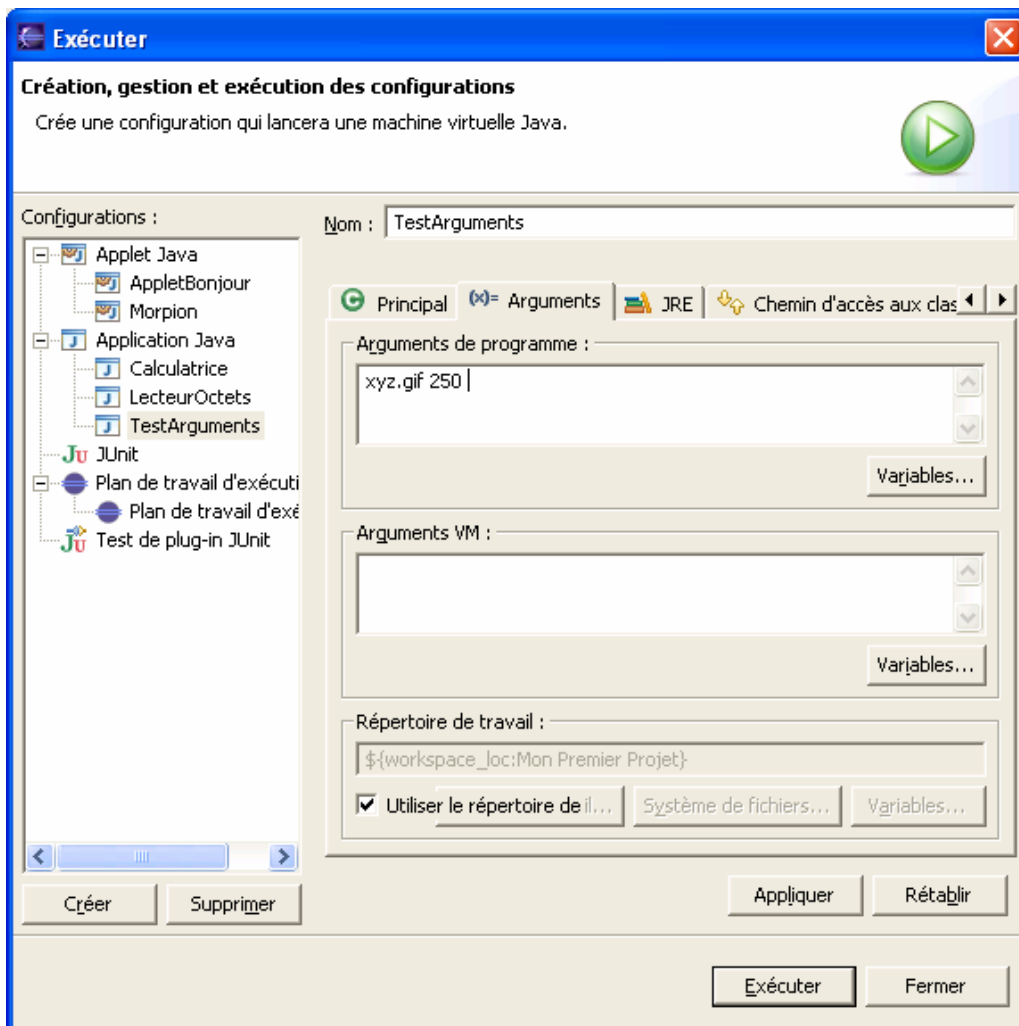 Exécuter
Création, gestion et exécution des configurations
Crée une configuration qui lancera une machine virtuelle Java.
Configurations :
Applet Java
AppletBonjour
Morpion
Application Java
Calculatrice
LecteurOctets
TestArguments
JUnit
Plan de travail d'exécuti
Plan de travail d'exé
Test de plug-in JUnit
Créer
Supprimer
Nom : TestArguments
Principal (x)= Arguments JRE Chemin d'accès aux clas
Arguments de programme :
xyz.gif 250
Variables...
Arguments VM :
Variables...
Répertoire de travail :
${workspace_loc:Mon Premier Projet}
Utiliser le répertoire de il... Système de fichiers... Variables...
Appliquer Rétablir
Exécuter Fermer